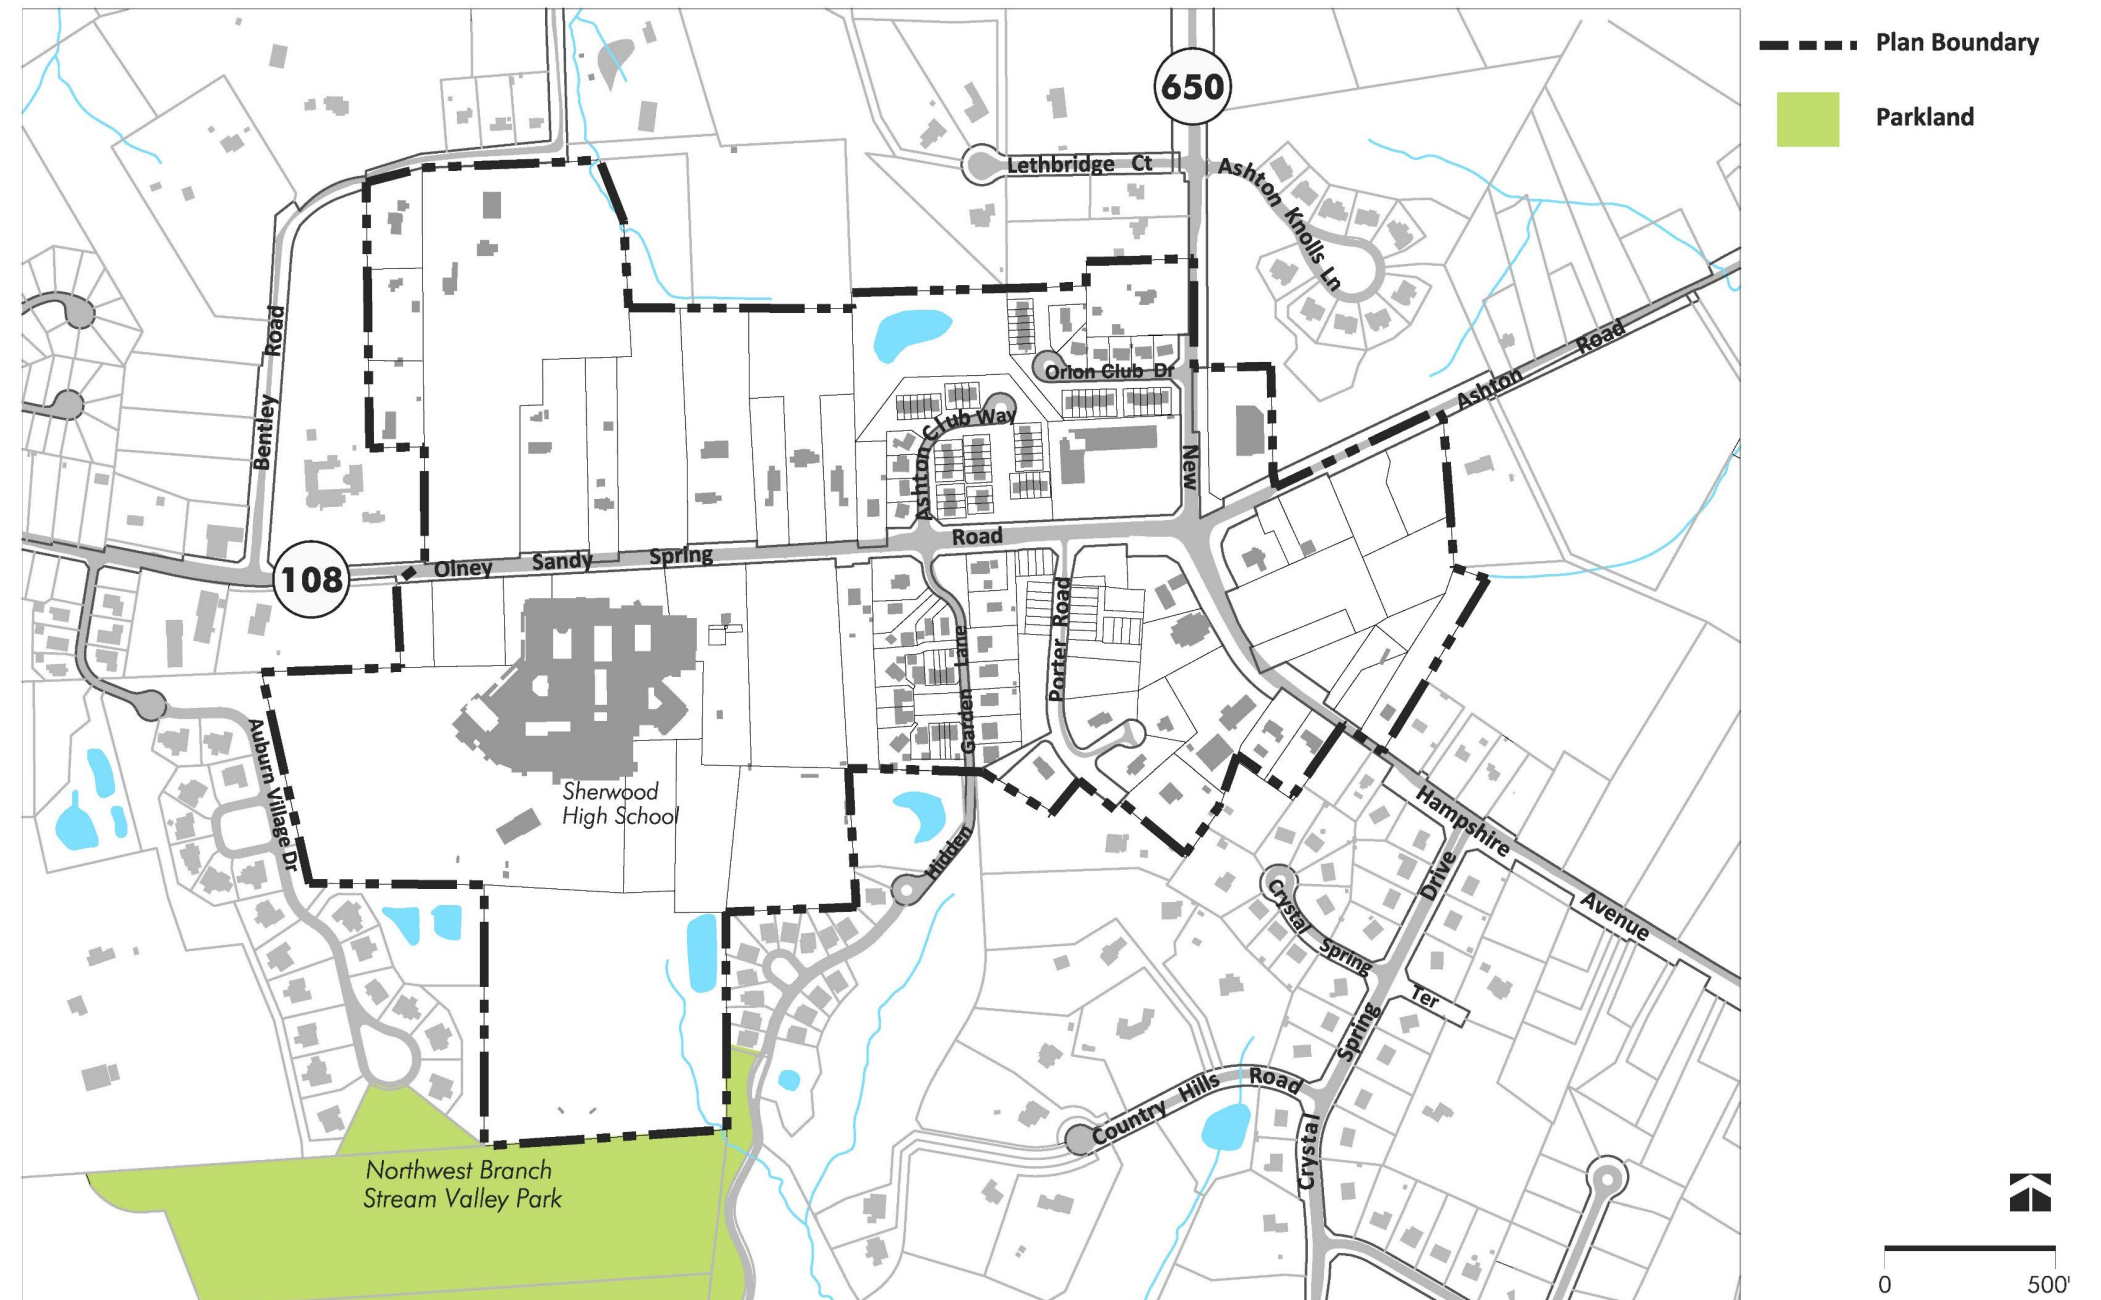 Plan Boundary
Parkland
650
Lethbridge Ct
Ashton Knolls Ln
Bentley Road
Orion Club Dr
Ashton Road
Ashton Club Way
New
108
Olney Sandy Spring Road
Porter Road
Garden Lane
Hidden
Auburn Village Dr
Sherwood
High School
Hampshire Avenue
Crystal Spring Ter
Crystal Spring Drive
Country Hills Road
Northwest Branch
Stream Valley Park
0 500'